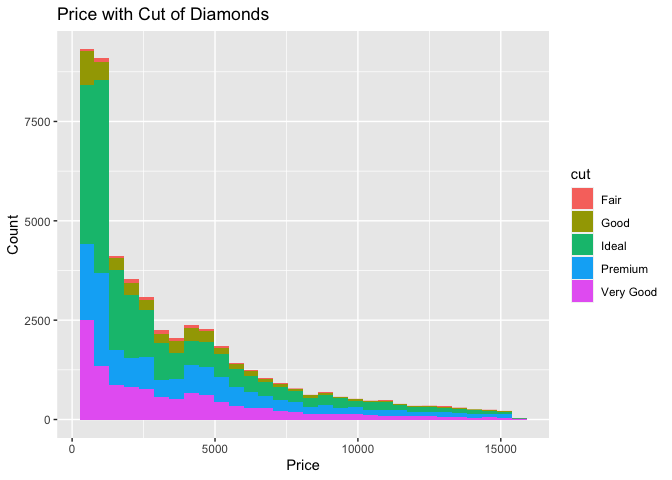 Price with Cut of Diamonds
Count
7500
5000
2500
0
0 5000 10000 15000
Price
cut
Fair
Good
Ideal
Premium
Very Good